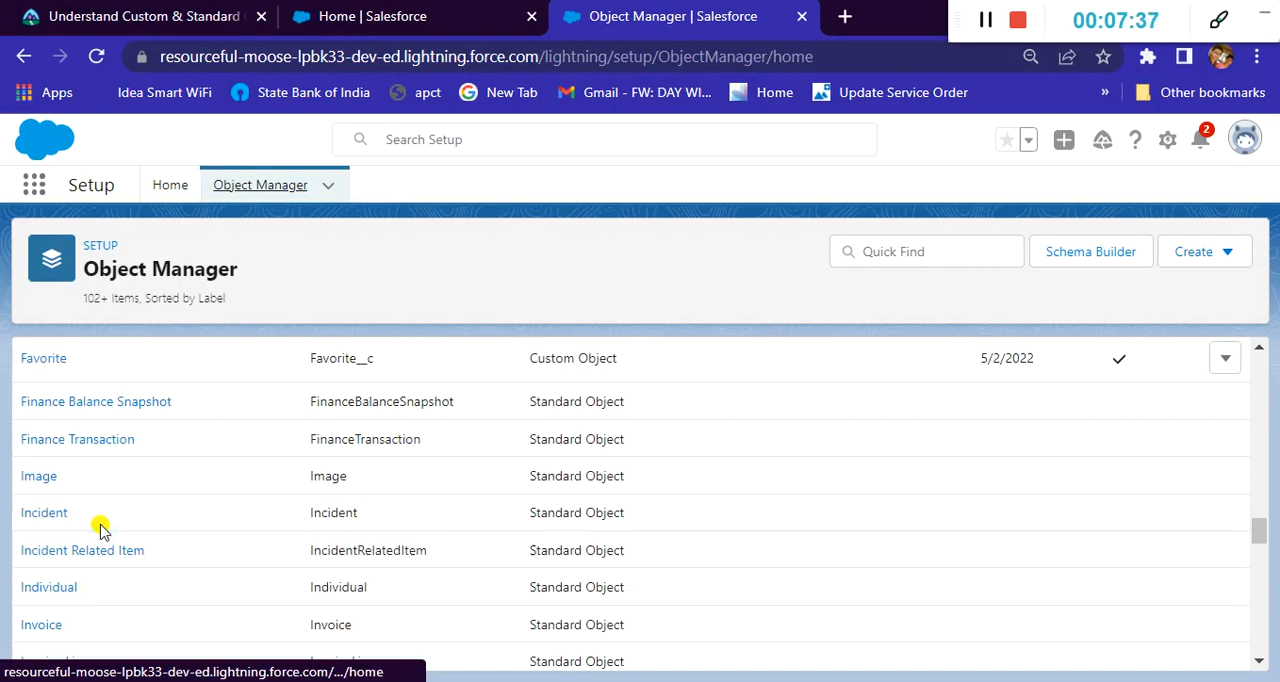 Understand Custom & Standard
Home | Salesforce
Object Manager | Salesforce
00:07:37
resourceful-moose-lpbk33-dev-ed.lightning.force.com/lightning/setup/ObjectManager/home
Apps
Idea Smart WiFi
State Bank of India
apct
New Tab
Gmail - FW: DAY WI...
Home
Update Service Order
»
Other bookmarks
Search Setup
2
Setup
Home
Object Manager
SETUP
Object Manager
102+ Items, Sorted by Label
Quick Find
Schema Builder
Create
Favorite Favorite__c Custom Object 5/2/2022
Finance Balance Snapshot FinanceBalanceSnapshot Standard Object
Finance Transaction FinanceTransaction Standard Object
Image Image Standard Object
Incident Incident Standard Object
Incident Related Item IncidentRelatedItem Standard Object
Individual Individual Standard Object
Invoice Invoice Standard Object
Standard Object
resourceful-moose-lpbk33-dev-ed.lightning.force.com/.../home